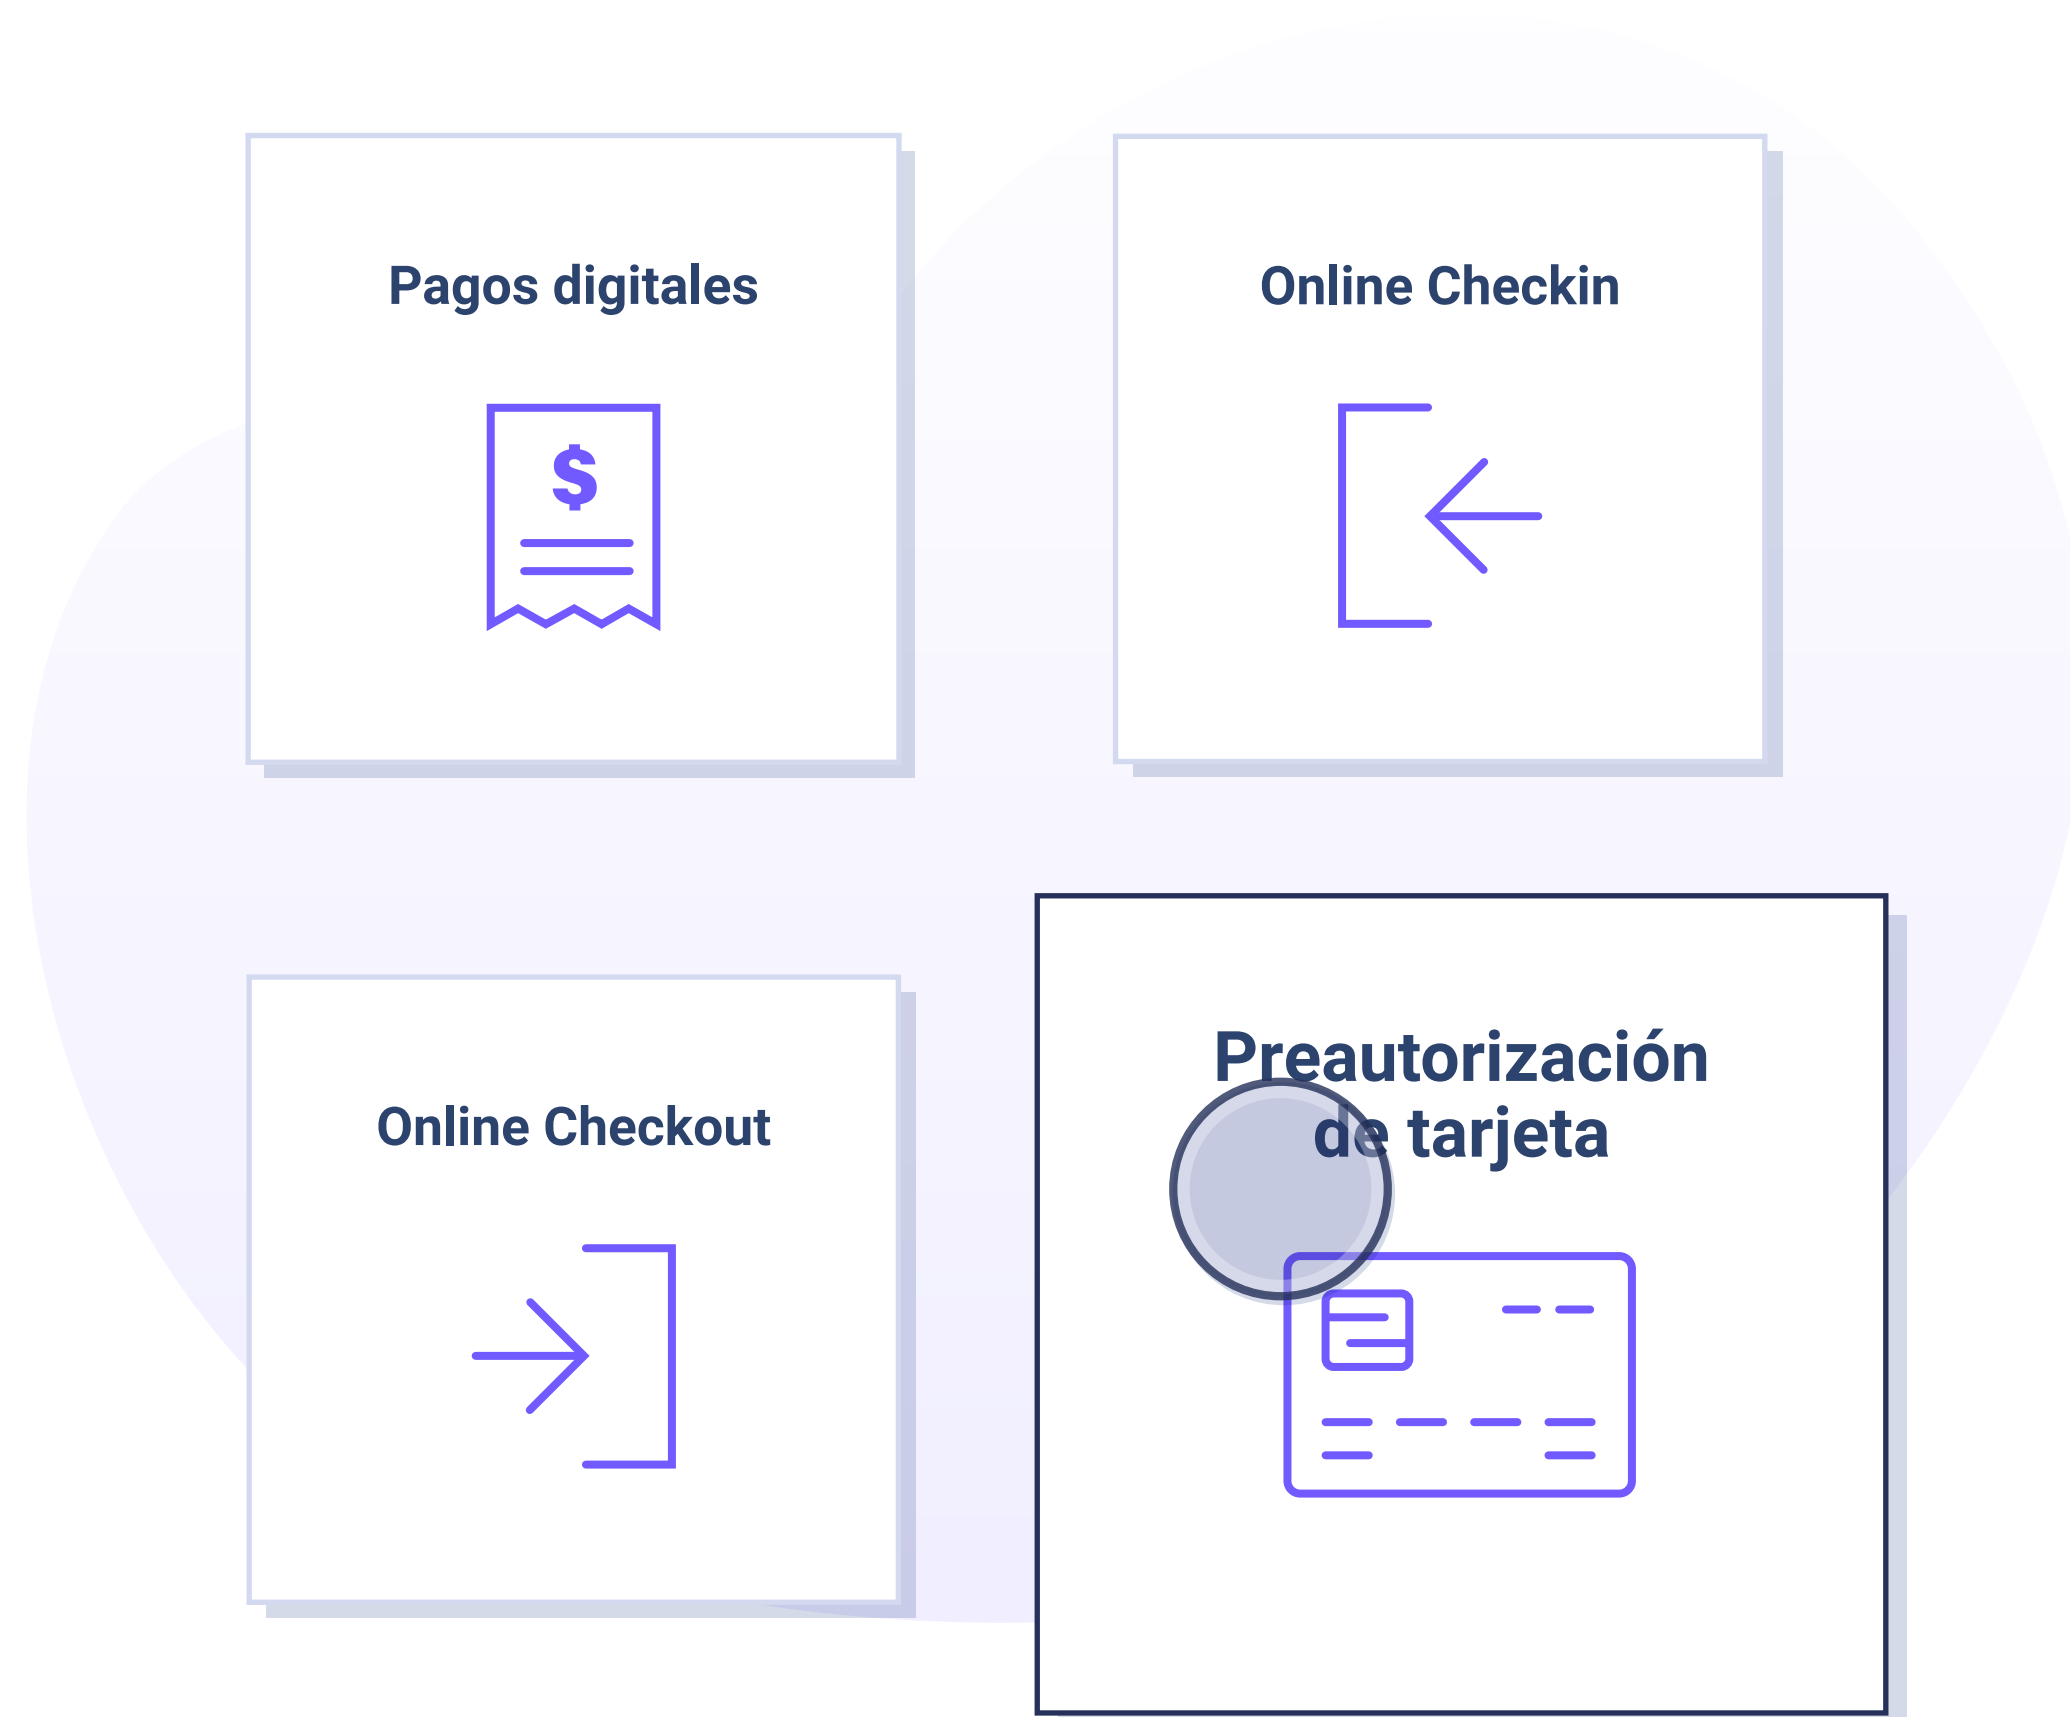 Pagos digitales
Online Checkin
Online Checkout
Preautorización
de tarjeta
$